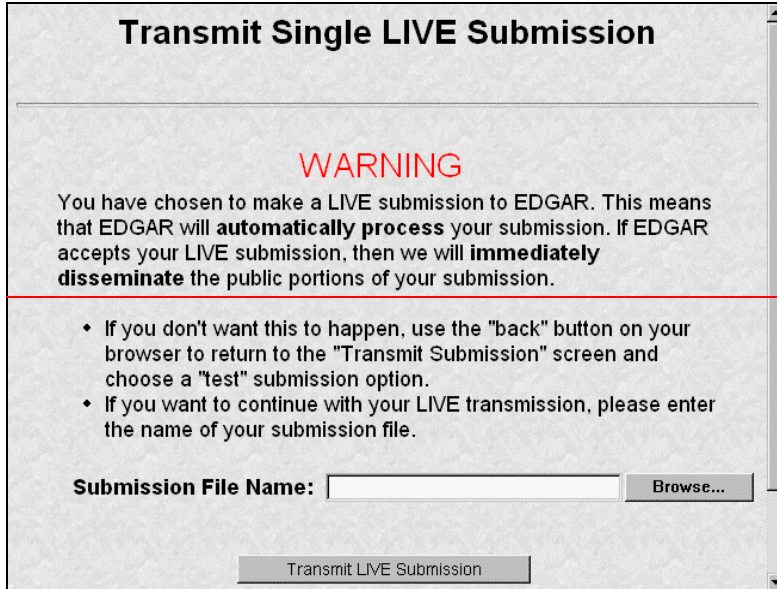 Transmit Single LIVE Submission
WARNING
You have chosen to make a LIVE submission to EDGAR. This means
that EDGAR will automatically process your submission. If EDGAR
accepts your LIVE submission, then we will immediately
disseminate the public portions of your submission.
• If you don't want this to happen, use the "back" button on your
browser to return to the "Transmit Submission" screen and
choose a "test" submission option.
• If you want to continue with your LIVE transmission, please enter
the name of your submission file.
Submission File Name: Browse...
Transmit LIVE Submission